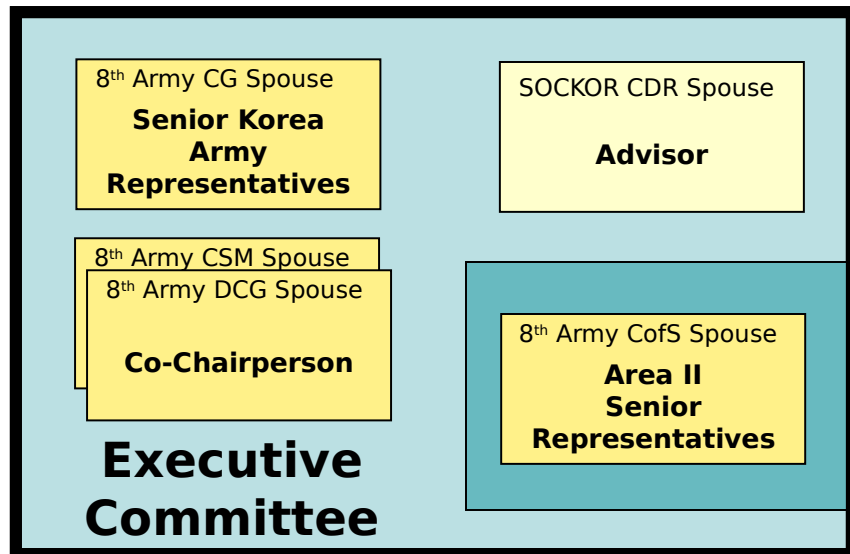 8th Army CG Spouse
Senior Korea
Army
Representatives
SOCKOR CDR Spouse
Advisor
8th Army CSM Spouse
8th Army DCG Spouse
Co-Chairperson
8th Army CofS Spouse
Area II
Senior
Representatives
Executive
Committee